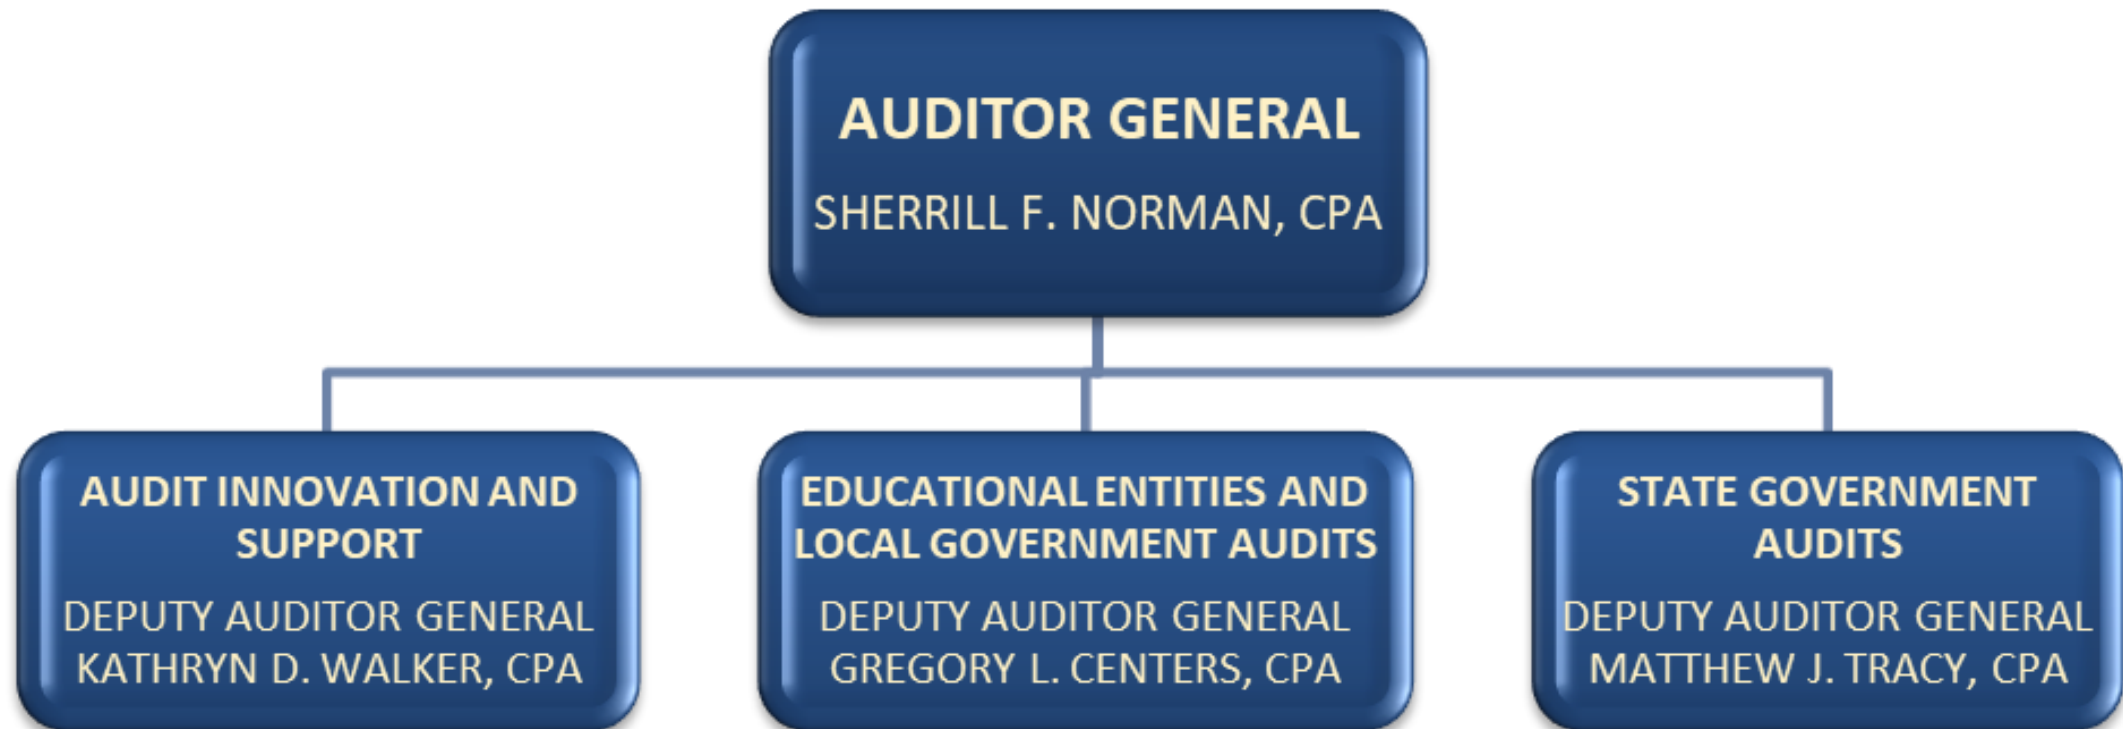 AUDITOR GENERAL
SHERRILL F. NORMAN, CPA
AUDIT INNOVATION AND
SUPPORT
DEPUTY AUDITOR GENERAL
KATHRYN D. WALKER, CPA
EDUCATIONAL ENTITIES AND
LOCAL GOVERNMENT AUDITS
DEPUTY AUDITOR GENERAL
GREGORY L. CENTERS, CPA
STATE GOVERNMENT
AUDITS
DEPUTY AUDITOR GENERAL
MATTHEW J. TRACY, CPA